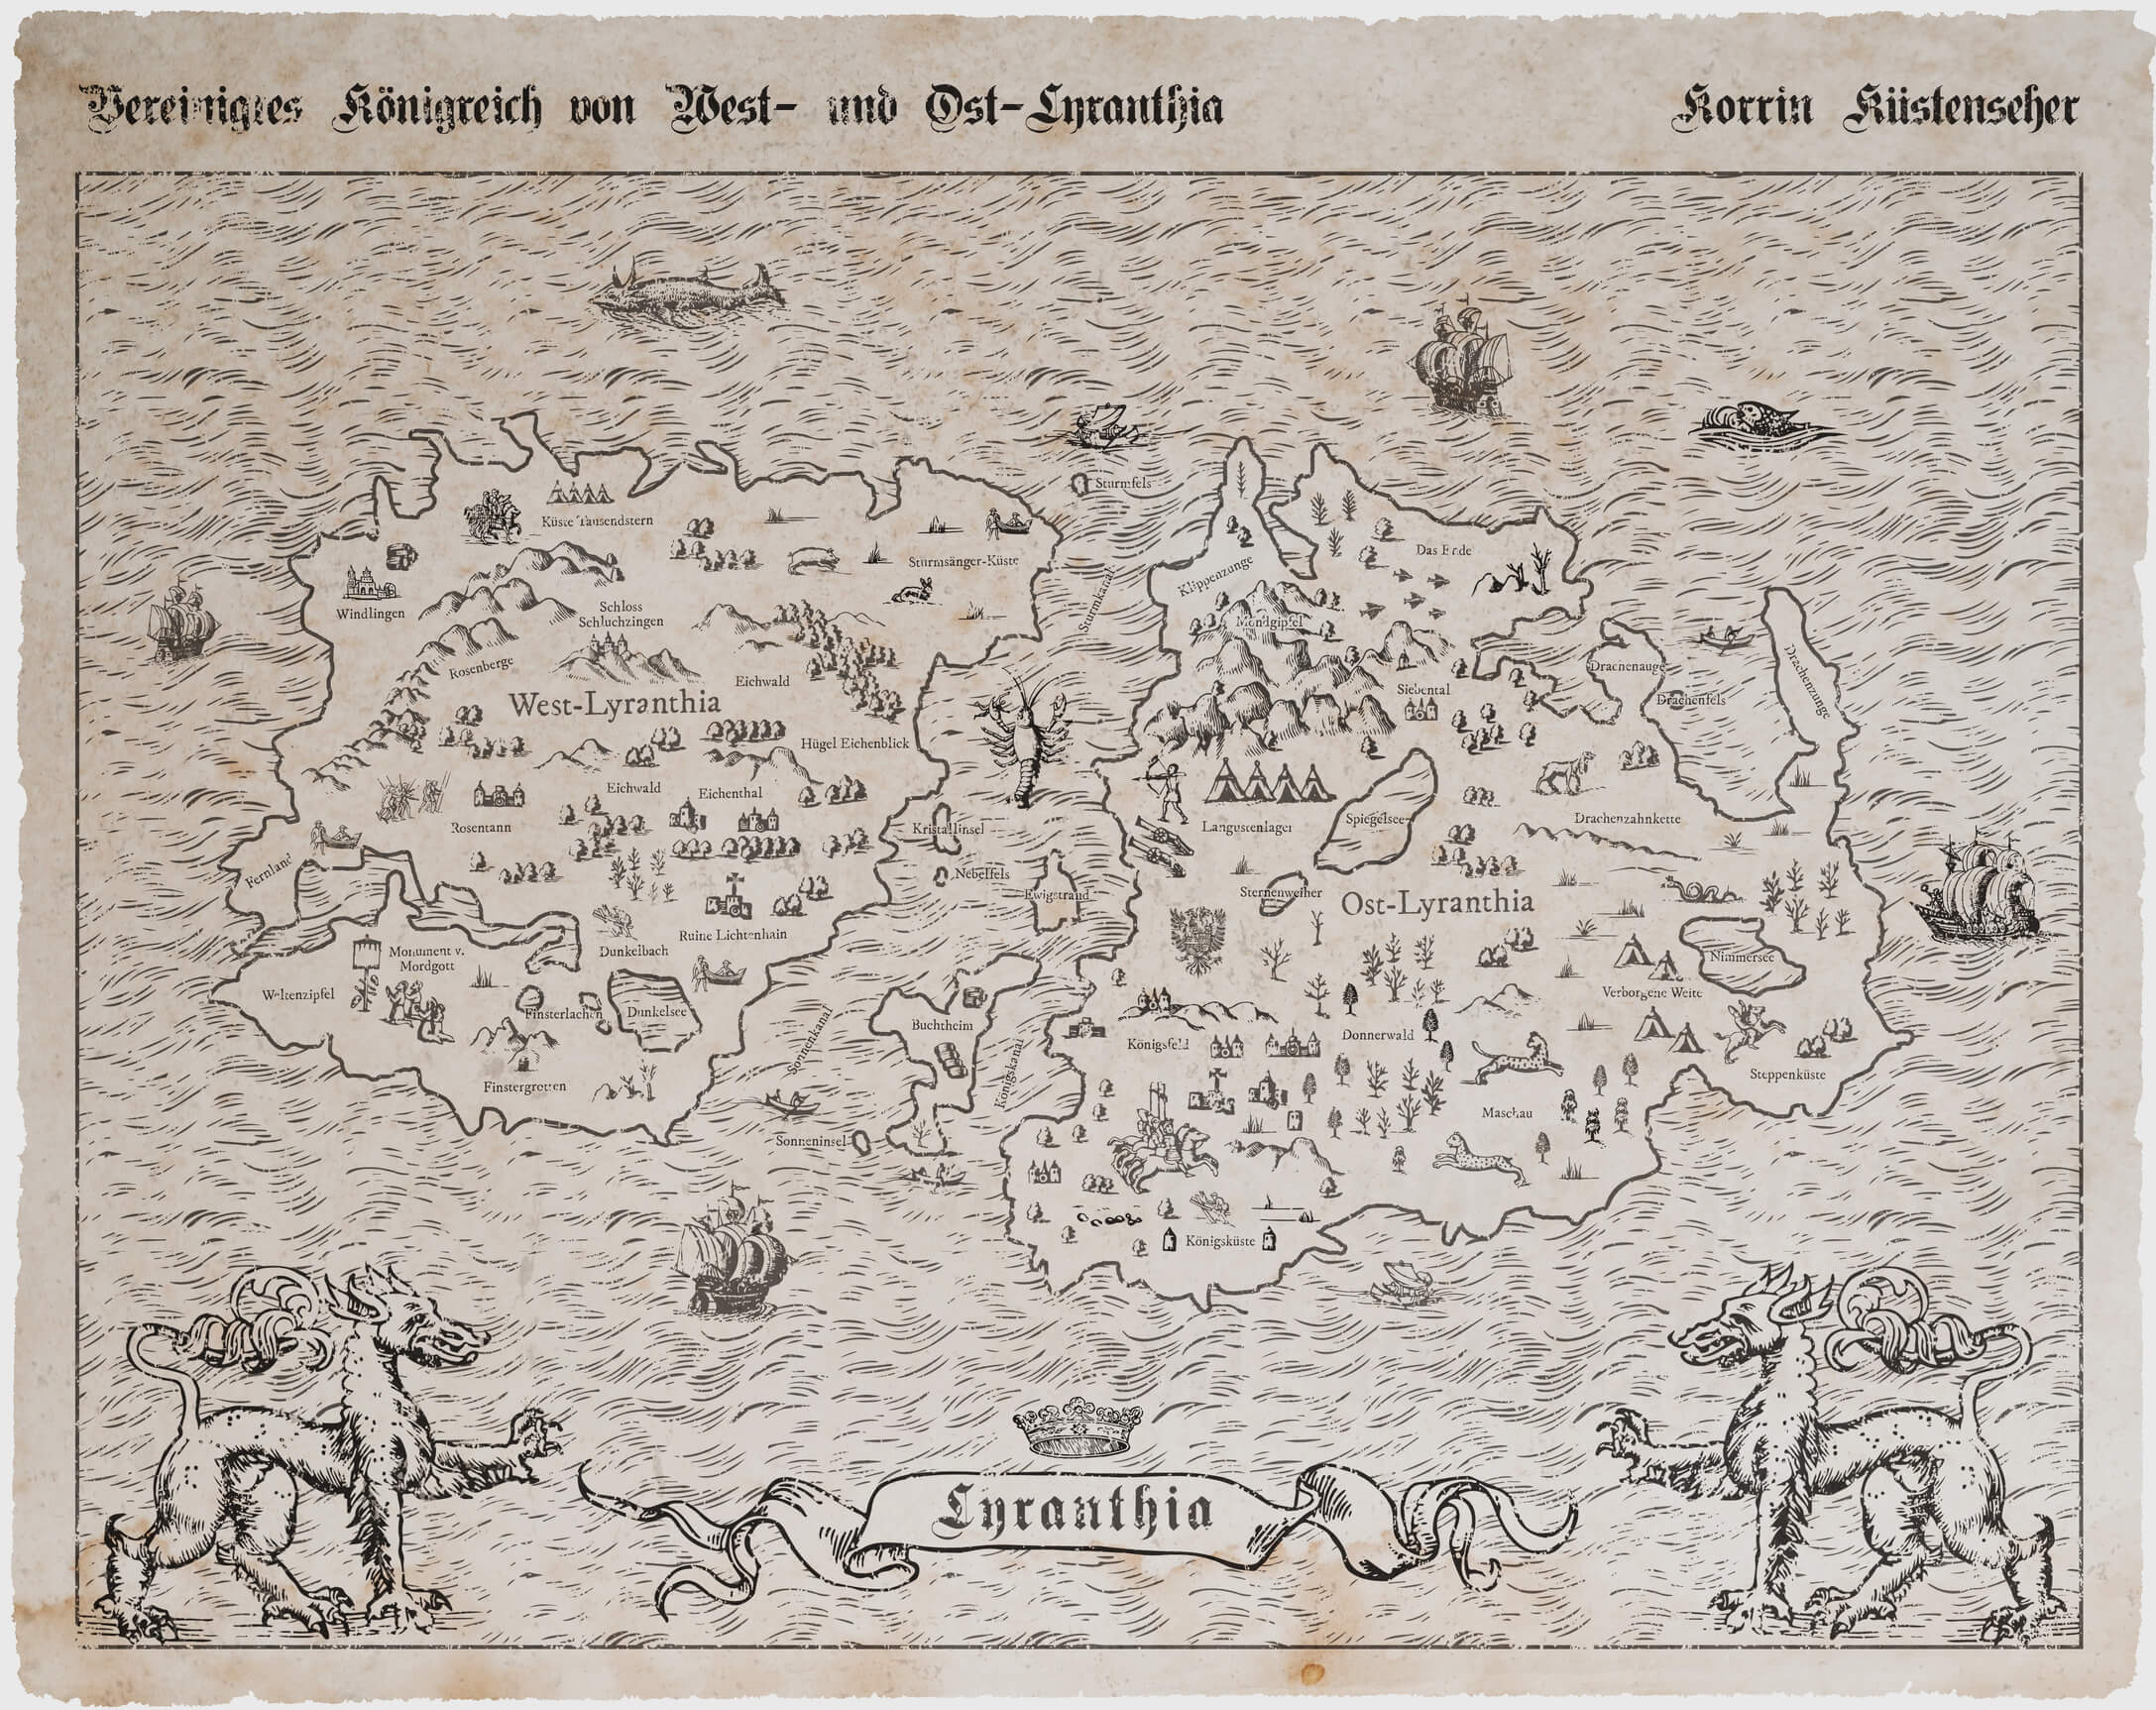 Vereinigtes Königreich von West- und Ost-Lyranthia
Korrin Küstenseher
Sturmfels
Küste Tausendstern
Das Ende
Sturmsänger-Küste
Klippenzunge
Sturmkanal
Windlingen
Schloss
Schluchzingen
Mondgipfel
Rosenberge
Eichwald
Drachenauge
Drachenfels
Drachenzunge
Siebental
West-Lyranthia
Hügel Eichenblick
Eichwald
Eichenthal
Rosentann
Kristallinsel
Langustenlager
Spiegelsee
Drachenzahnkette
Fernland
Nebelfels
Ewigstrand
Sternenweiher
Ost-Lyranthia
Ruine Lichtenhain
Monument v.
Mordgott
Dunkelbach
Nimmersee
Weltenzipfel
Finsterlachen
Dunkelsee
Verborgene Weite
Buchtheim
Sonnenkanal
Königskanal
Königsfeld
Donnerwald
Finstergrotten
Steppenküste
Maschau
Sonneninsel
Königsküste
Lyranthia